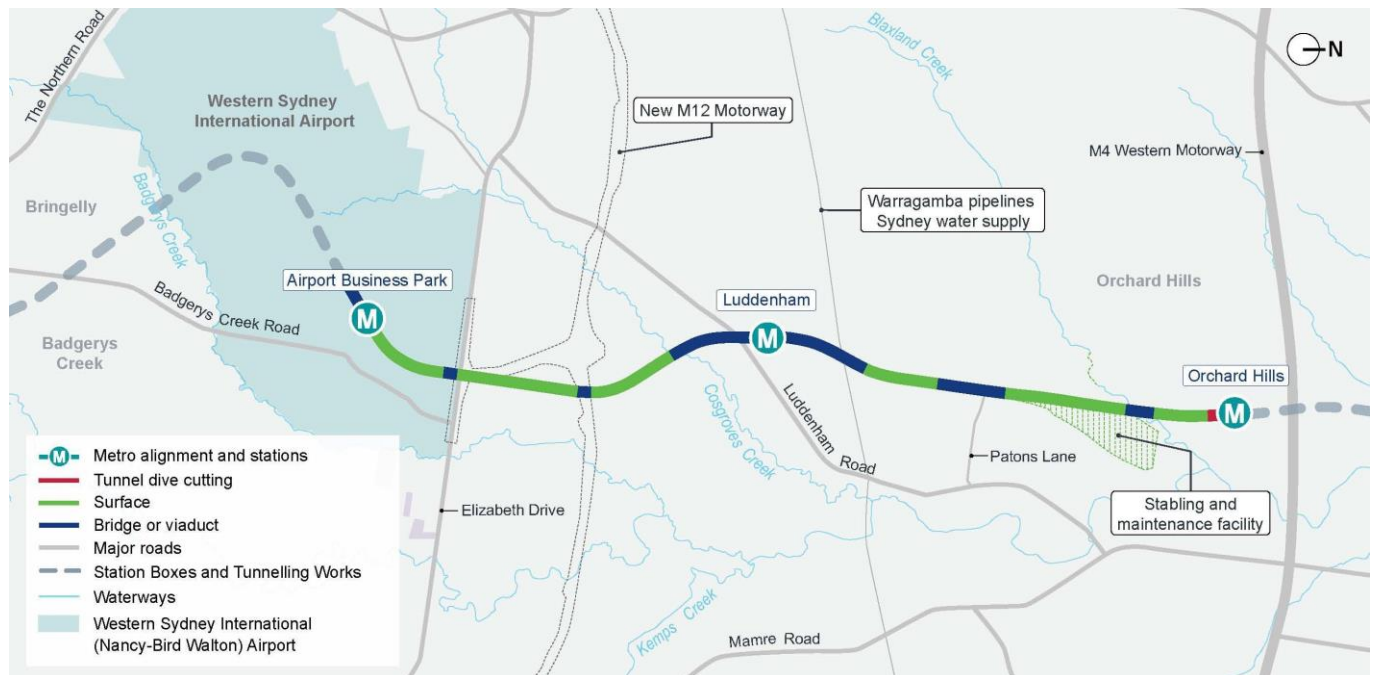 The Northern Road
Western Sydney
International Airport
Blaxland Creek
N
New M12 Motorway
M4 Western Motorway
Bringelly
Badgerys Creek
Warragamba pipelines
Sydney water supply
Airport Business Park
M
Badgerys Creek Road
Badgerys
Creek
Luddenham
M
Orchard Hills
Orchard Hills
M
Cosgroves Creek
Luddenham Road
Patons Lane
Stabling and
maintenance facility
Elizabeth Drive
Kemps Creek
Mamre Road
M Metro alignment and stations
Tunnel dive cutting
Surface
Bridge or viaduct
Major roads
Station Boxes and Tunnelling Works
Waterways
Western Sydney International
(Nancy-Bird Walton) Airport